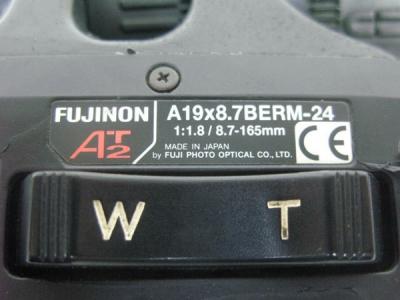 FUJINON
AT2
A19x8.7BERM-24
1:1.8 / 8.7-165mm
MADE IN JAPAN
by FUJI PHOTO OPTICAL CO., LTD.
CE
W T